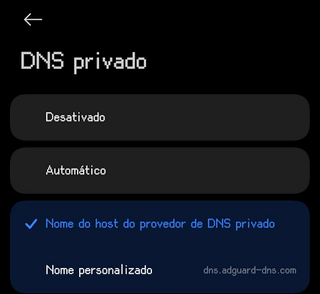 DNS privado
Desativado
Automático
Nome do host do provedor de DNS privado
Nome personalizado dns.adguard-dns.com